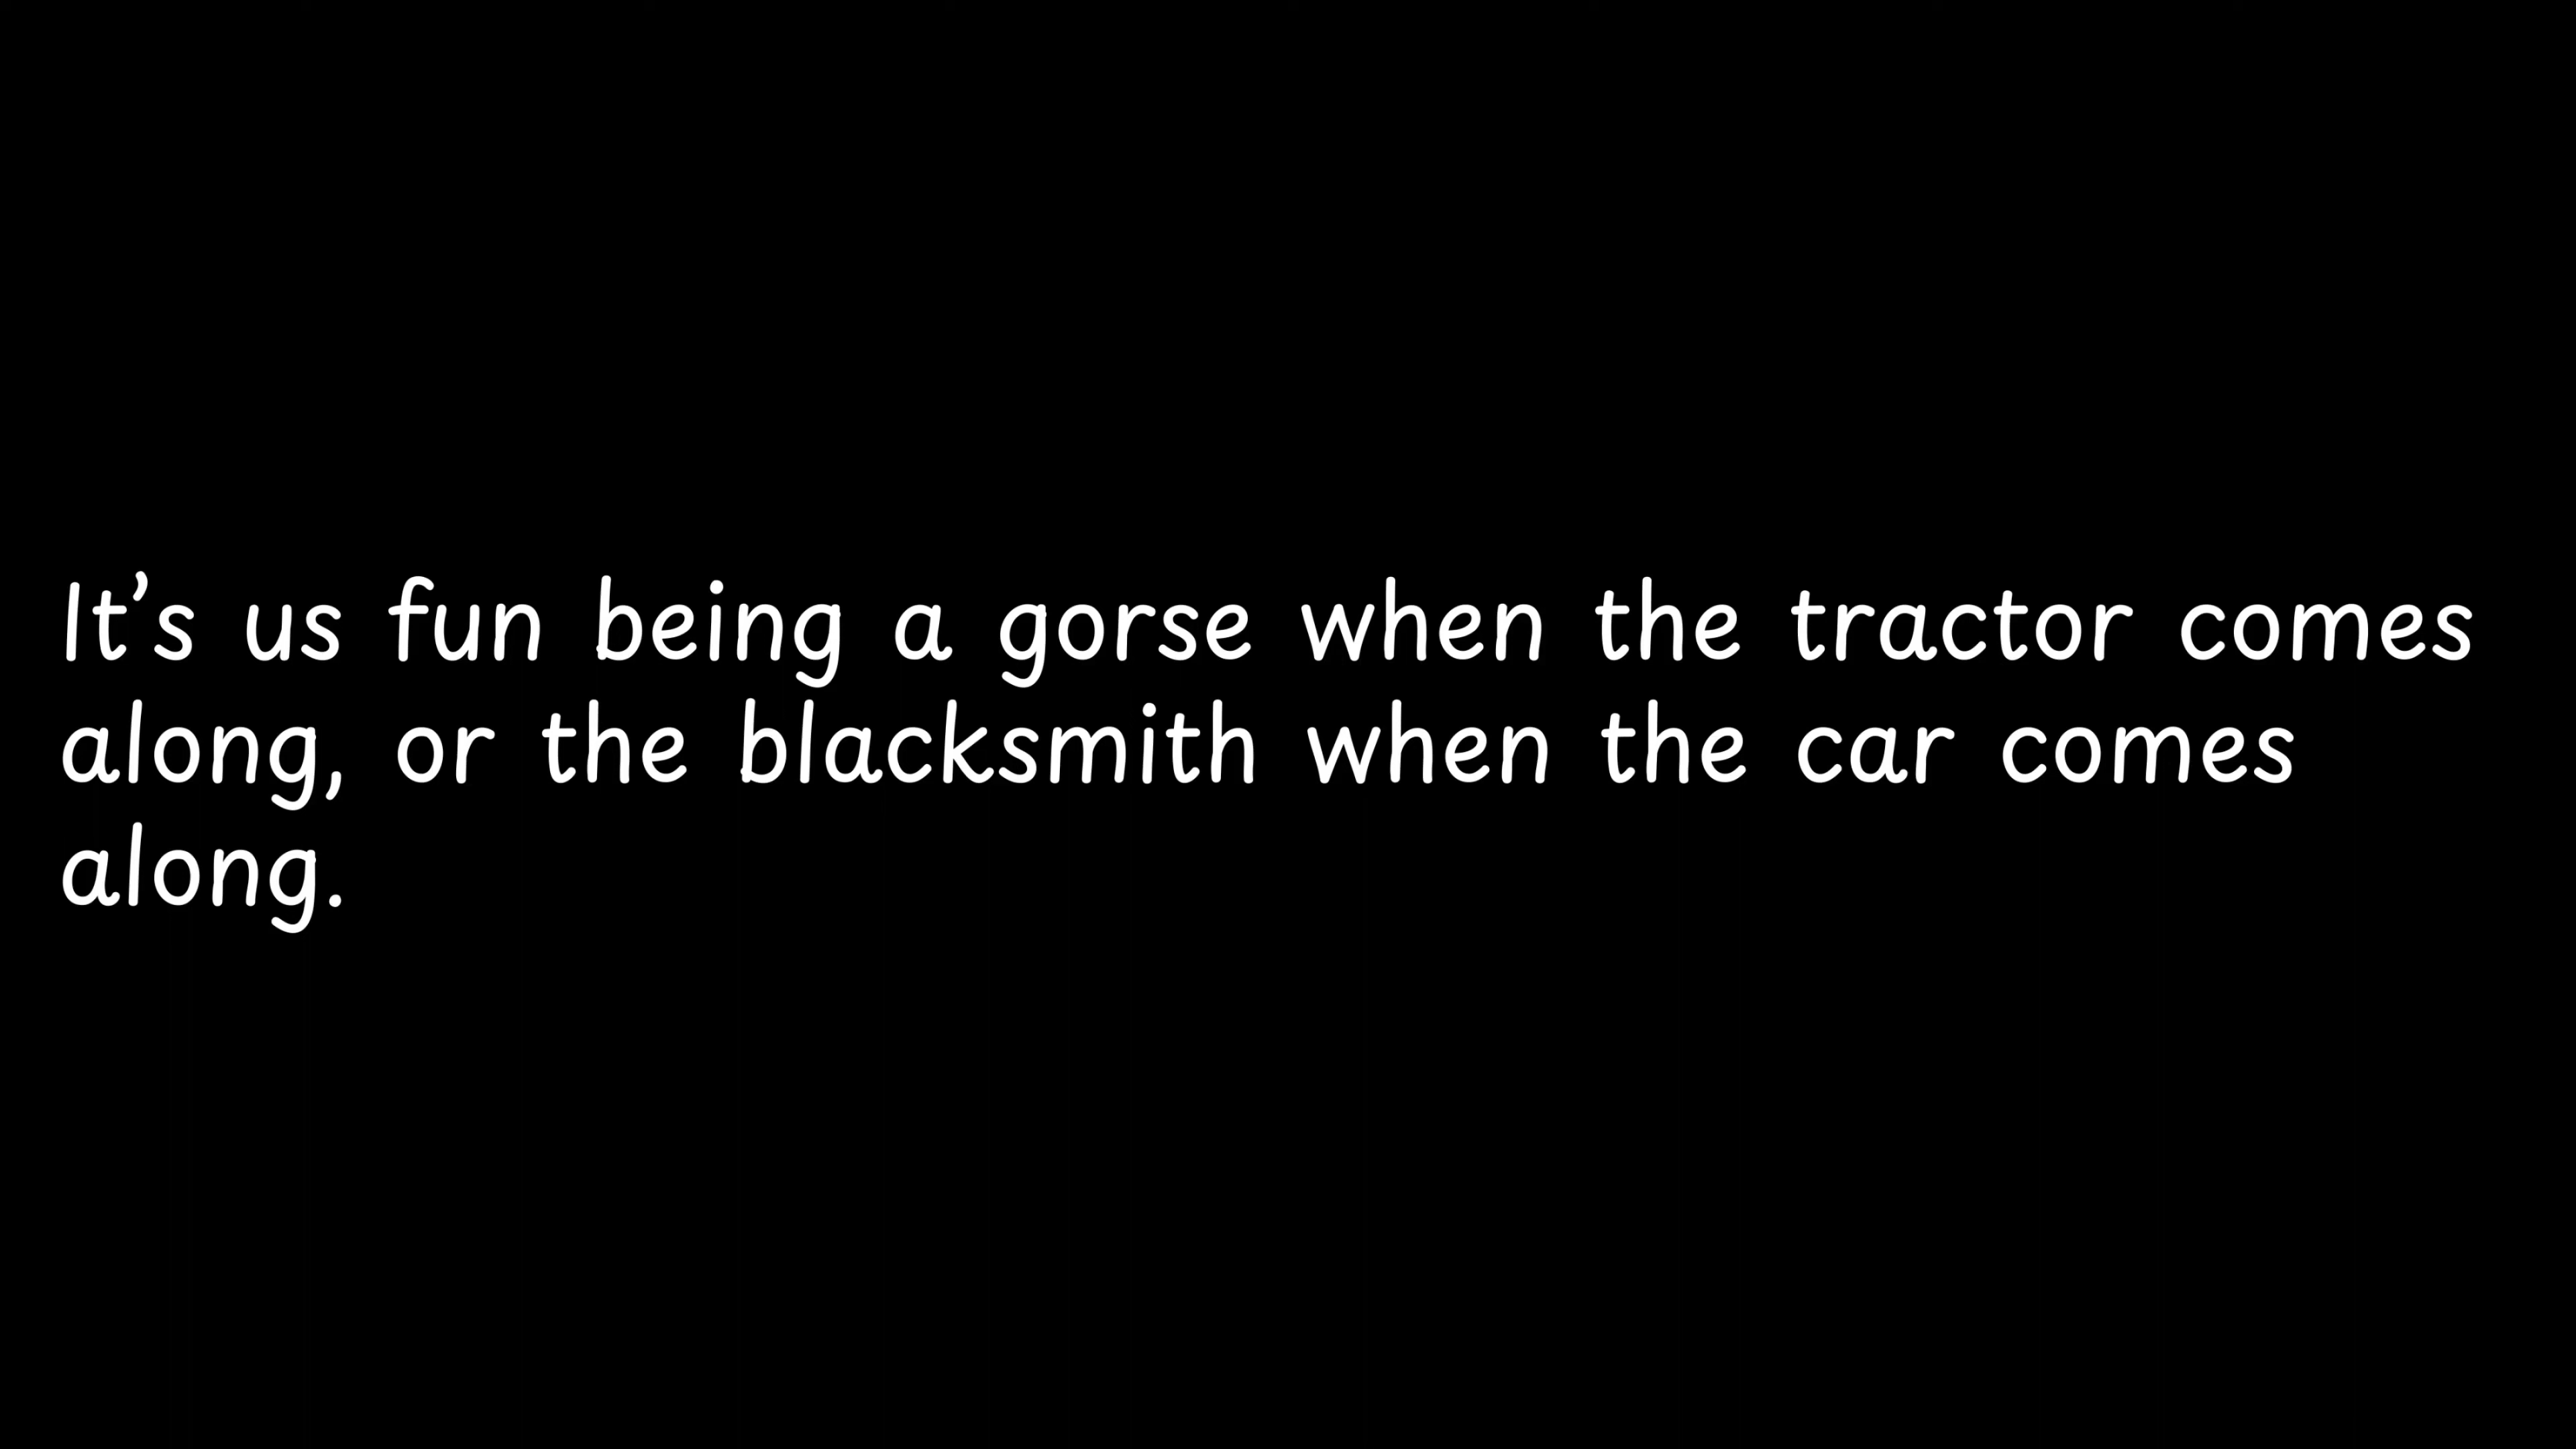 It’s us fun being a gorse when the tractor comes
along, or the blacksmith when the car comes
along.